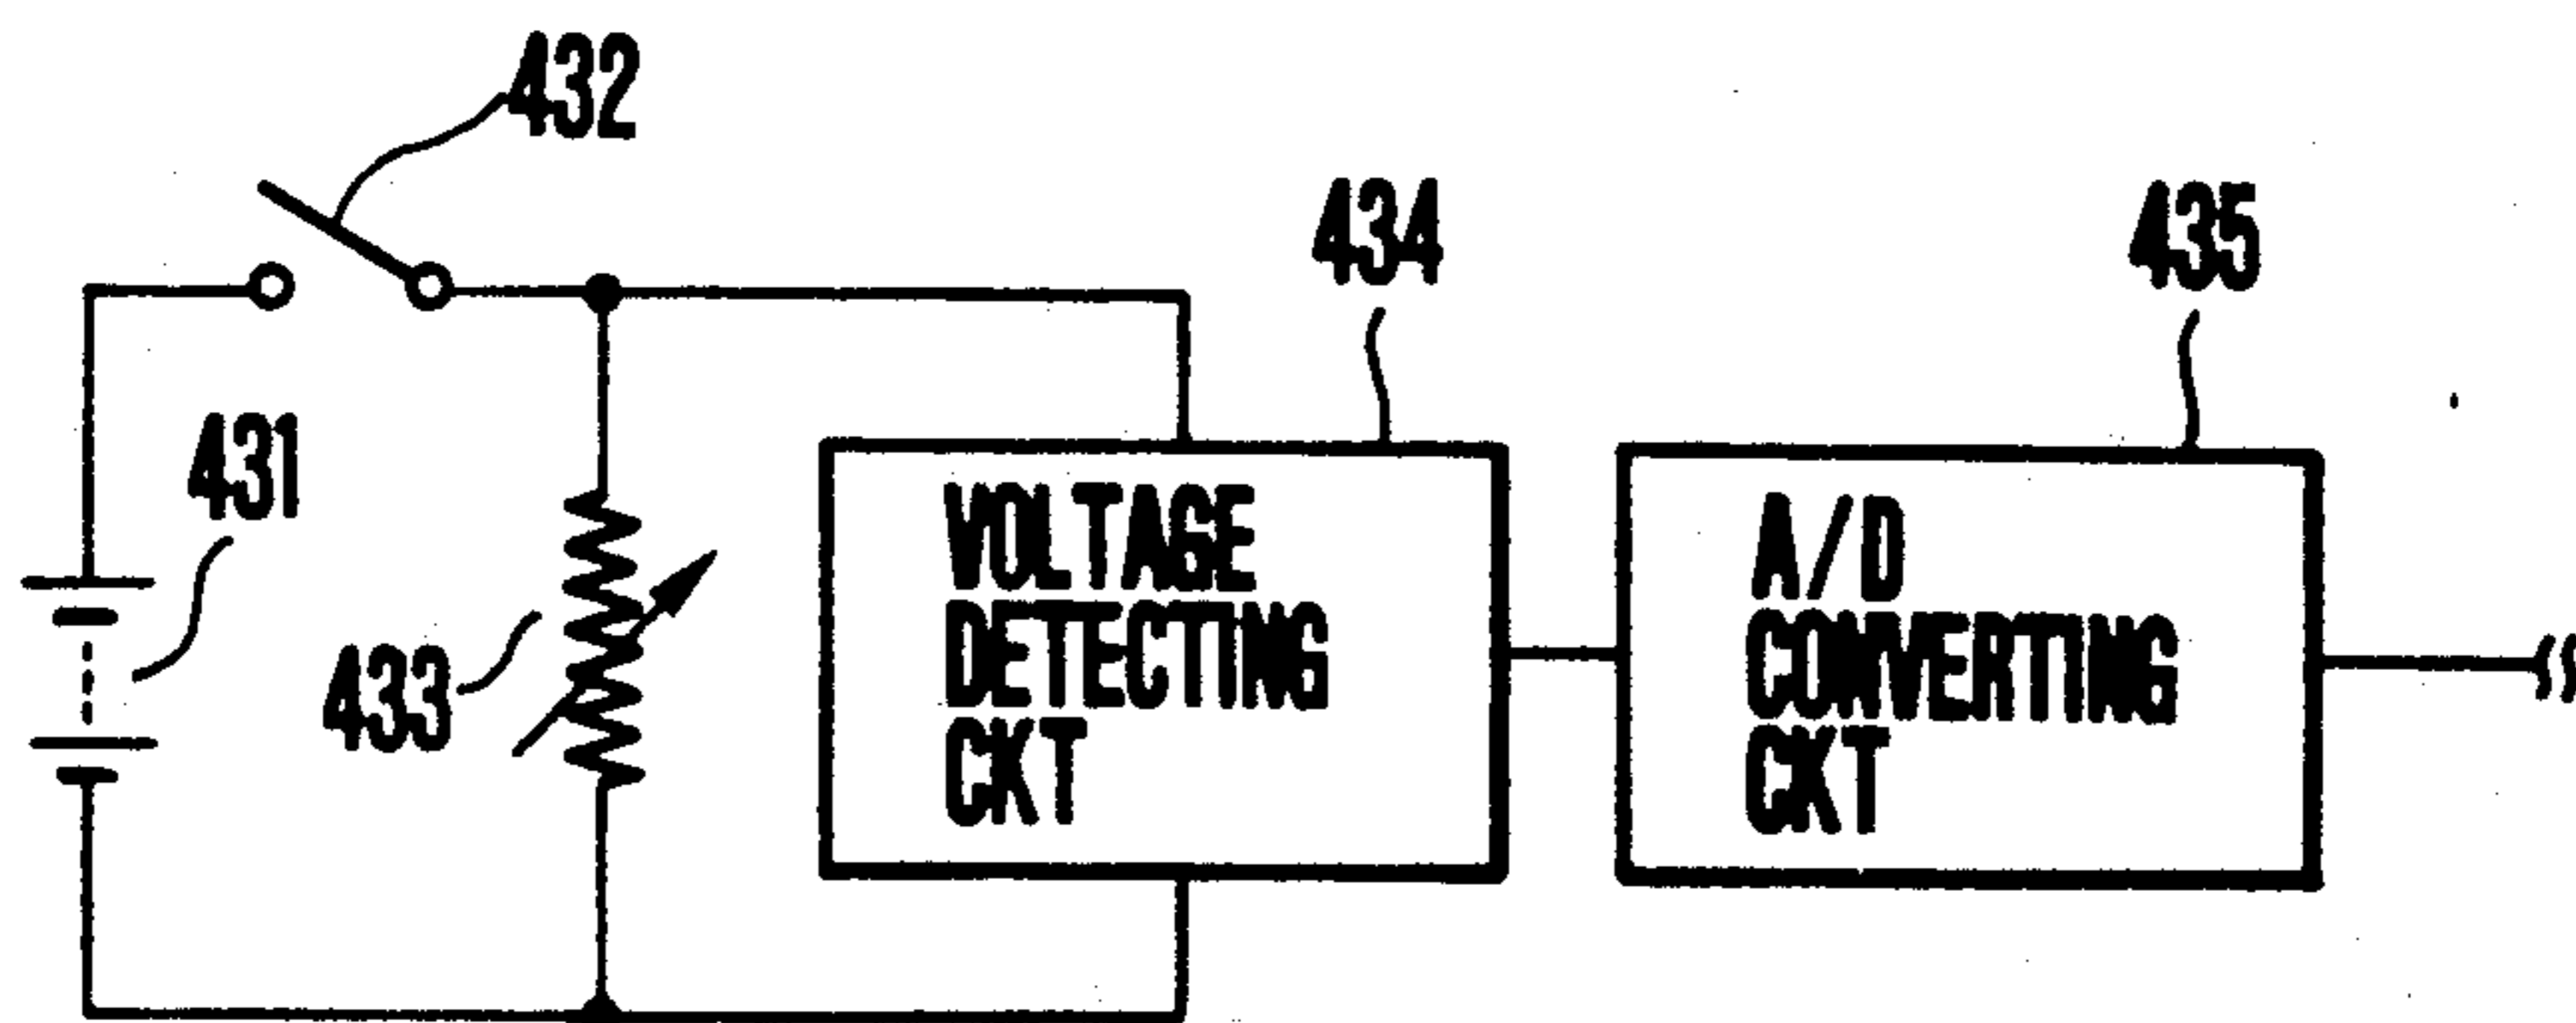 432
434
435
431
433
VOLTAGE
DETECTING
CKT
A/D
CONVERTING
CKT